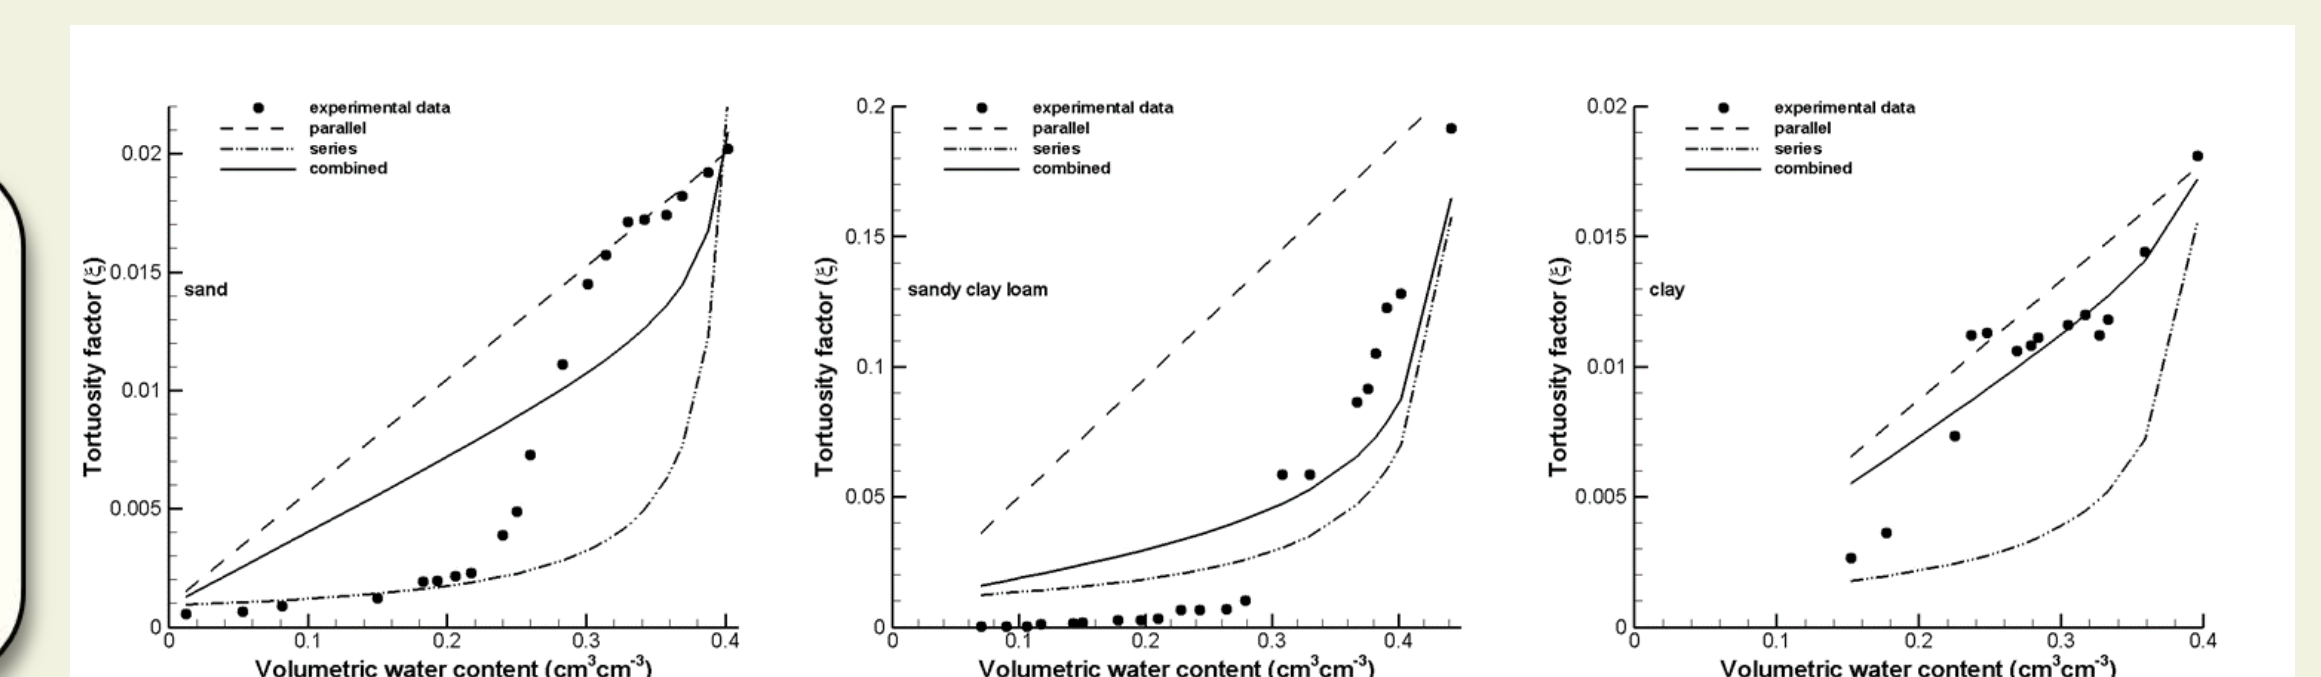 experimental data
parallel
series
combined
0.02
0.015
0.01
0.005
0
sand
Tortuosity factor (ξ)
0 0.1 0.2 0.3 0.4
Volumetric water content (cm³cm⁻³)
experimental data
parallel
series
combined
0.2
0.15
0.1
0.05
0
sandy clay loam
Tortuosity factor (ξ)
0 0.1 0.2 0.3 0.4
Volumetric water content (cm³cm⁻³)
experimental data
parallel
series
combined
0.02
0.015
0.01
0.005
0
clay
Tortuosity factor (ξ)
0 0.1 0.2 0.3 0.4
Volumetric water content (cm³cm⁻³)